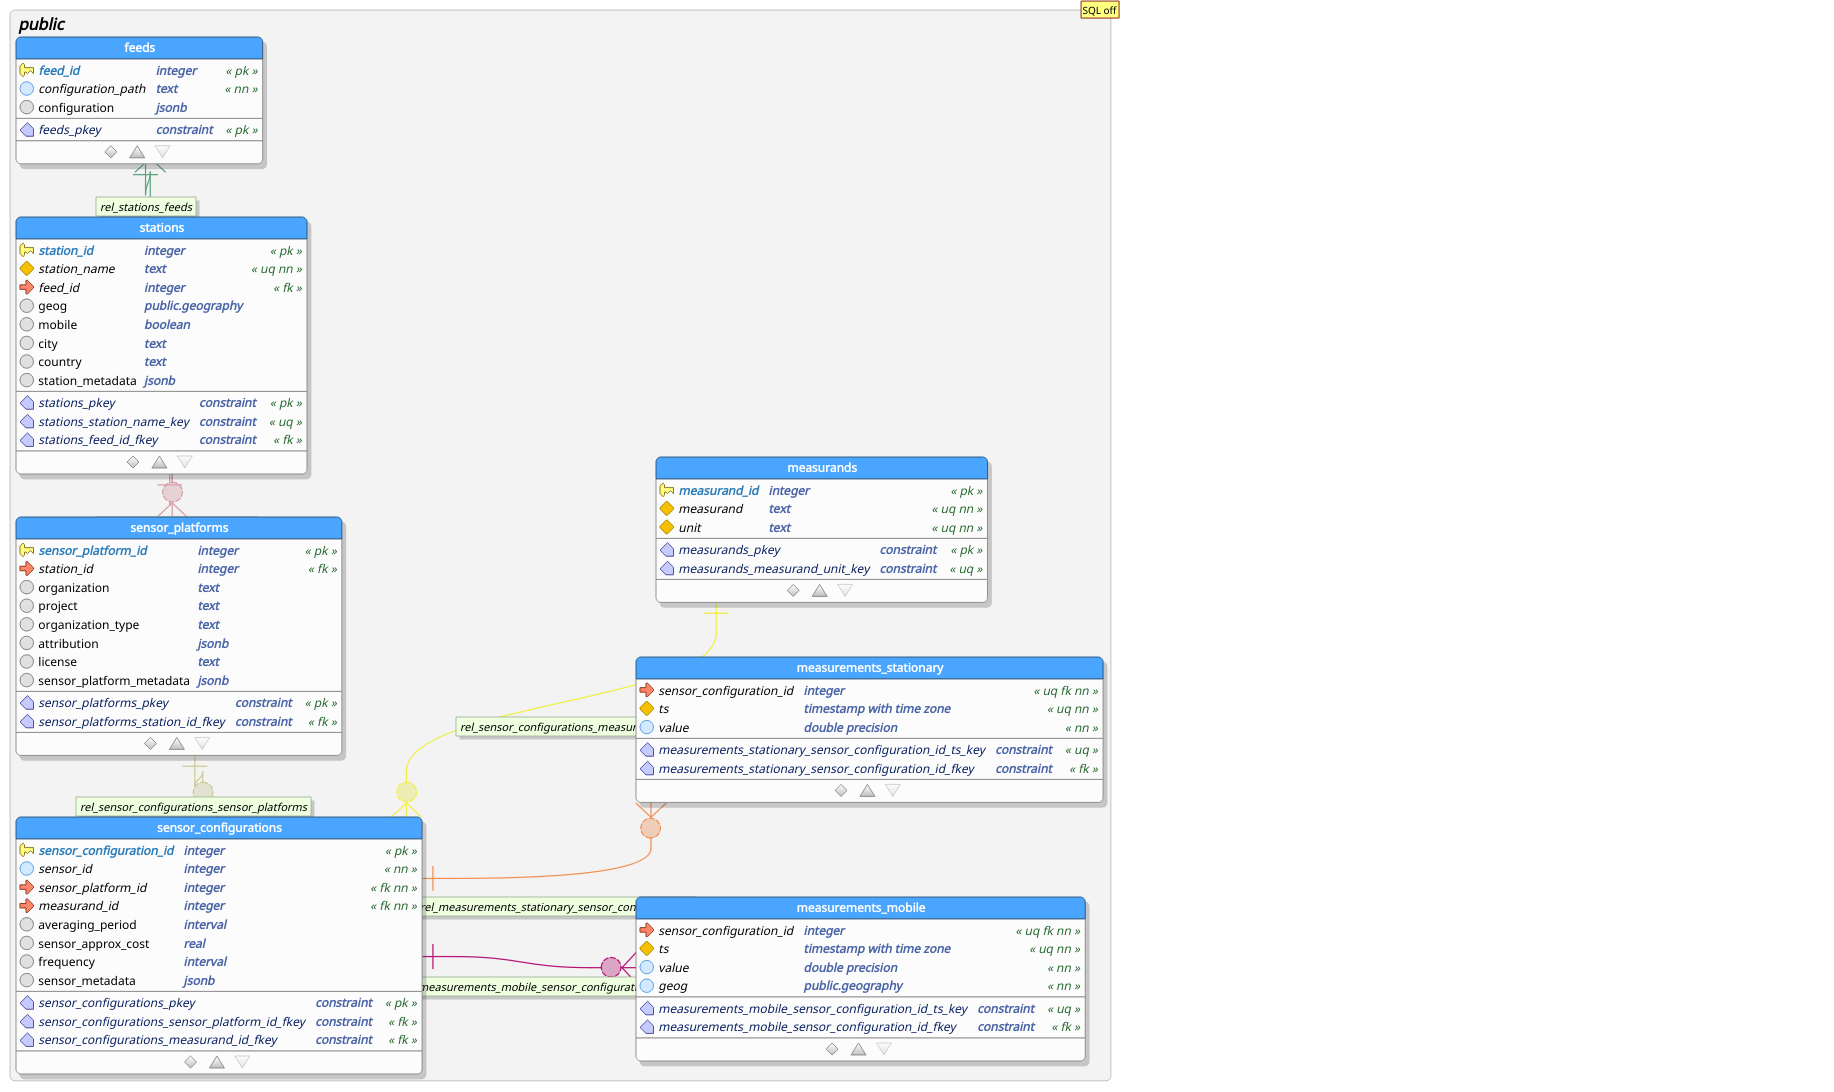 SQL off
public
feeds
feed_id integer « pk »
configuration_path text « nn »
configuration jsonb
feeds_pkey constraint « pk »
rel_stations_feeds
stations
station_id integer « pk »
station_name text « uq nn »
feed_id integer « fk »
geog public.geography
mobile boolean
city text
country text
station_metadata jsonb
stations_pkey constraint « pk »
stations_station_name_key constraint « uq »
stations_feed_id_fkey constraint « fk »
sensor_platforms
sensor_platform_id integer « pk »
station_id integer « fk »
organization text
project text
organization_type text
attribution jsonb
license text
sensor_platform_metadata jsonb
sensor_platforms_pkey constraint « pk »
sensor_platforms_station_id_fkey constraint « fk »
rel_sensor_configurations_sensor_platforms
sensor_configurations
sensor_configuration_id integer « pk »
sensor_id integer « nn »
sensor_platform_id integer « fk nn »
measurand_id integer « fk nn »
averaging_period interval
sensor_approx_cost real
frequency interval
sensor_metadata jsonb
sensor_configurations_pkey constraint « pk »
sensor_configurations_sensor_platform_id_fkey constraint « fk »
sensor_configurations_measurand_id_fkey constraint « fk »
measurands
measurand_id integer « pk »
measurand text « uq nn »
unit text « uq nn »
measurands_pkey constraint « pk »
measurands_measurand_unit_key constraint « uq »
rel_sensor_configurations_measur
measurements_stationary
sensor_configuration_id integer « uq fk nn »
ts timestamp with time zone « uq nn »
value double precision « nn »
measurements_stationary_sensor_configuration_id_ts_key constraint « uq »
measurements_stationary_sensor_configuration_id_fkey constraint « fk »
rel_measurements_stationary_sensor_con
measurements_mobile_sensor_configurat
measurements_mobile
sensor_configuration_id integer « uq fk nn »
ts timestamp with time zone « uq nn »
value double precision « nn »
geog public.geography « nn »
measurements_mobile_sensor_configuration_id_ts_key constraint « uq »
measurements_mobile_sensor_configuration_id_fkey constraint « fk »